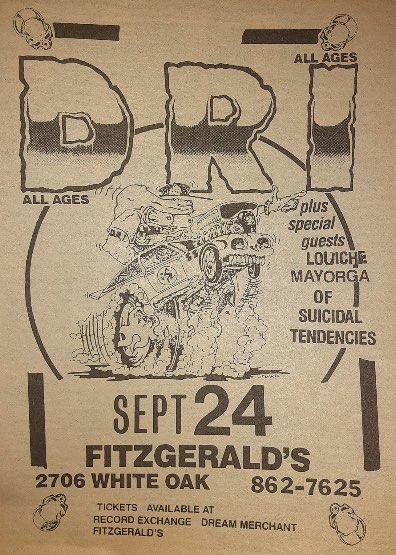 ALL AGES
DRI
ALL AGES
plus
special
guests
LOUICHE
MAYORGA
OF
SUICIDAL
TENDENCIES
SEPT 24
FITZGERALD'S
2706 WHITE OAK 862-7625
TICKETS AVAILABLE AT
RECORD EXCHANGE DREAM MERCHANT
FITZGERALD'S